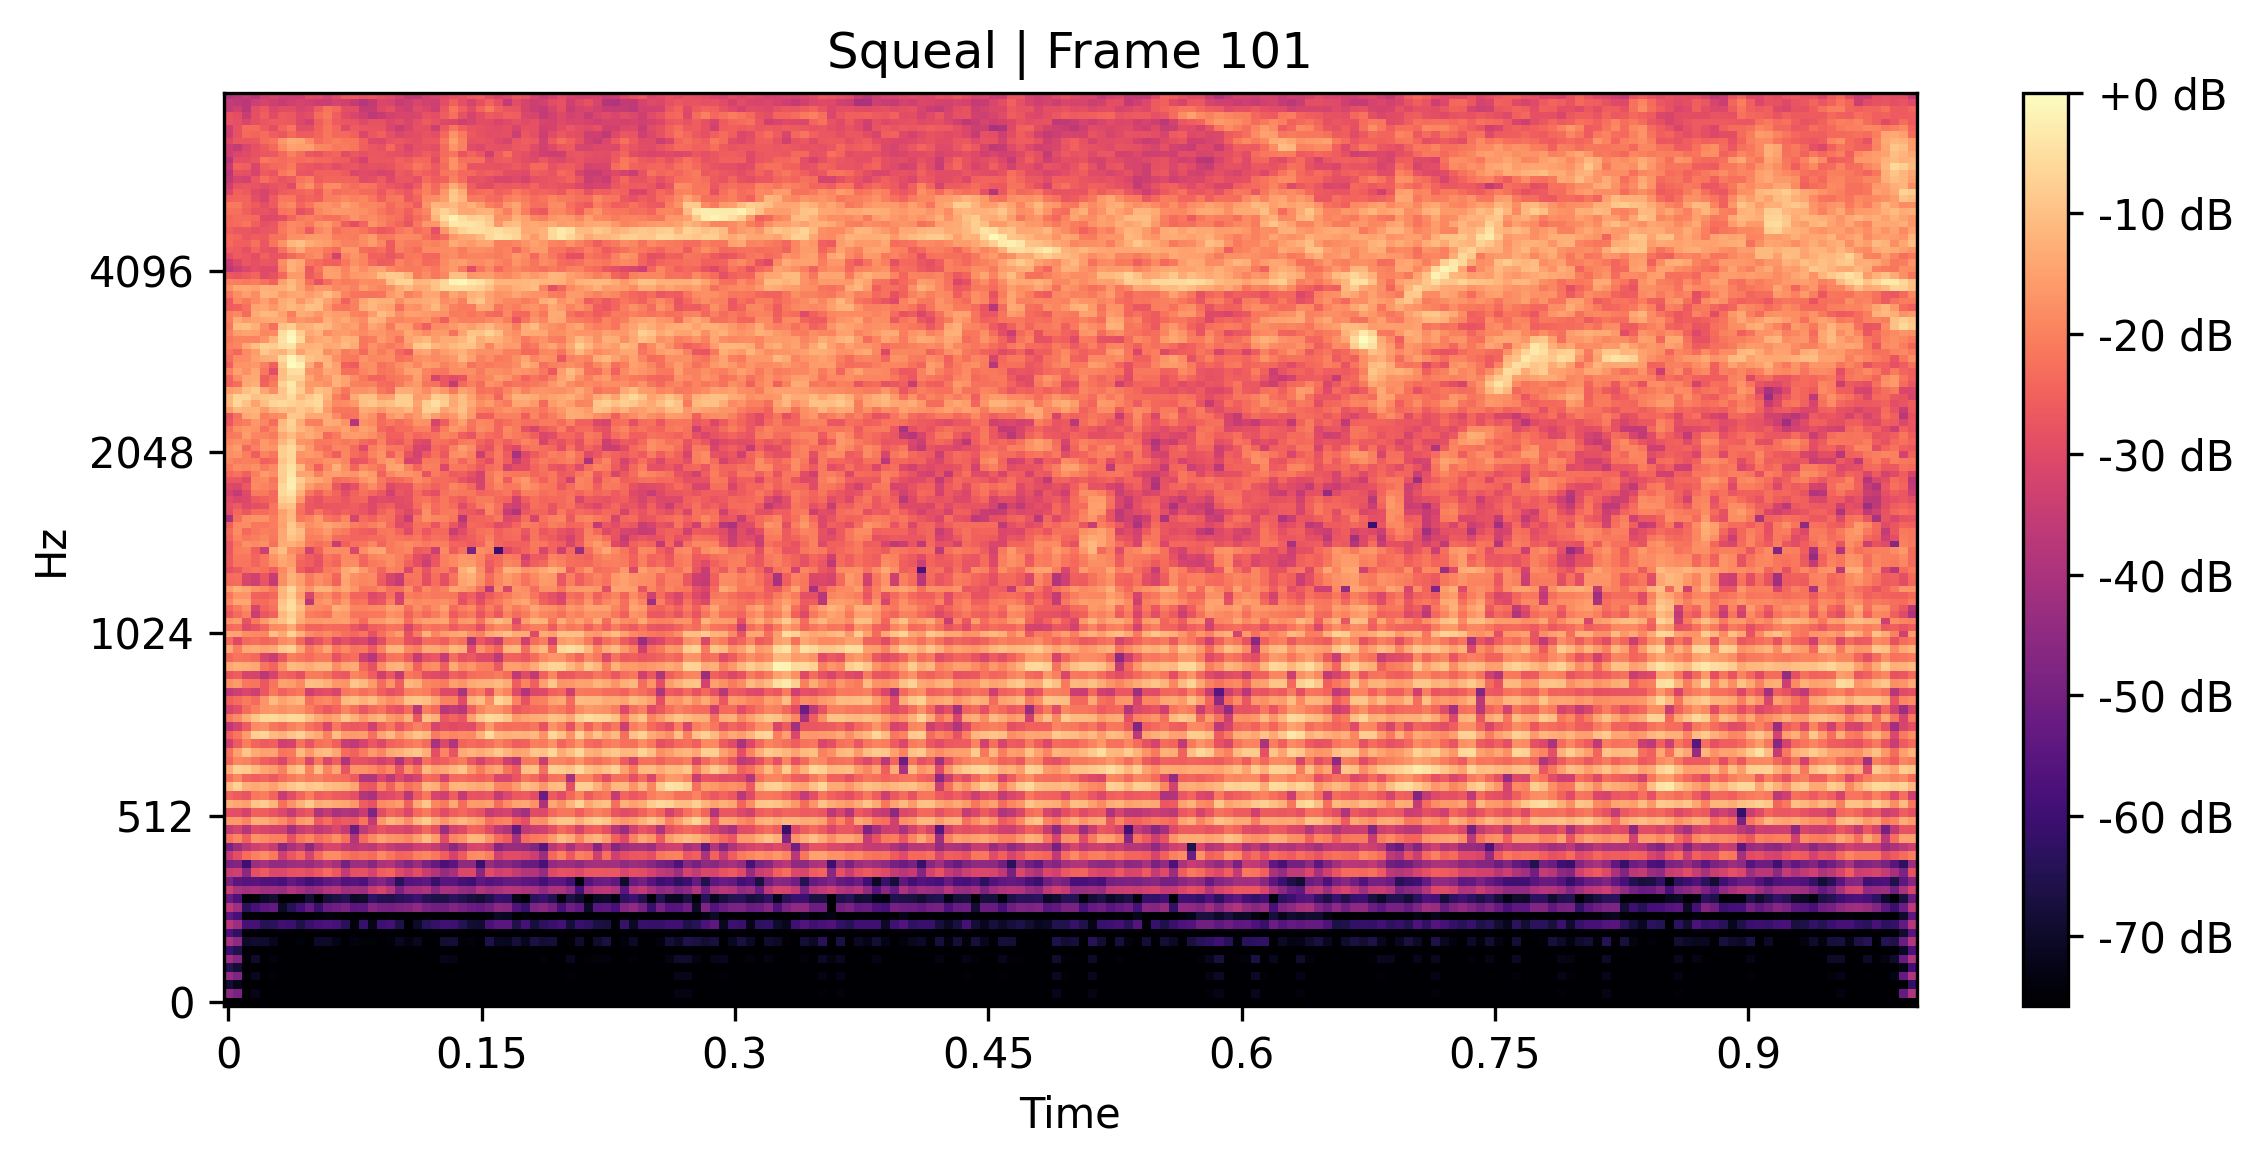 Squeal | Frame 101
+0 dB
-10 dB
4096
-20 dB
2048
-30 dB
Hz
-40 dB
1024
-50 dB
512
-60 dB
-70 dB
0
0 0.15 0.3 0.45 0.6 0.75 0.9
Time